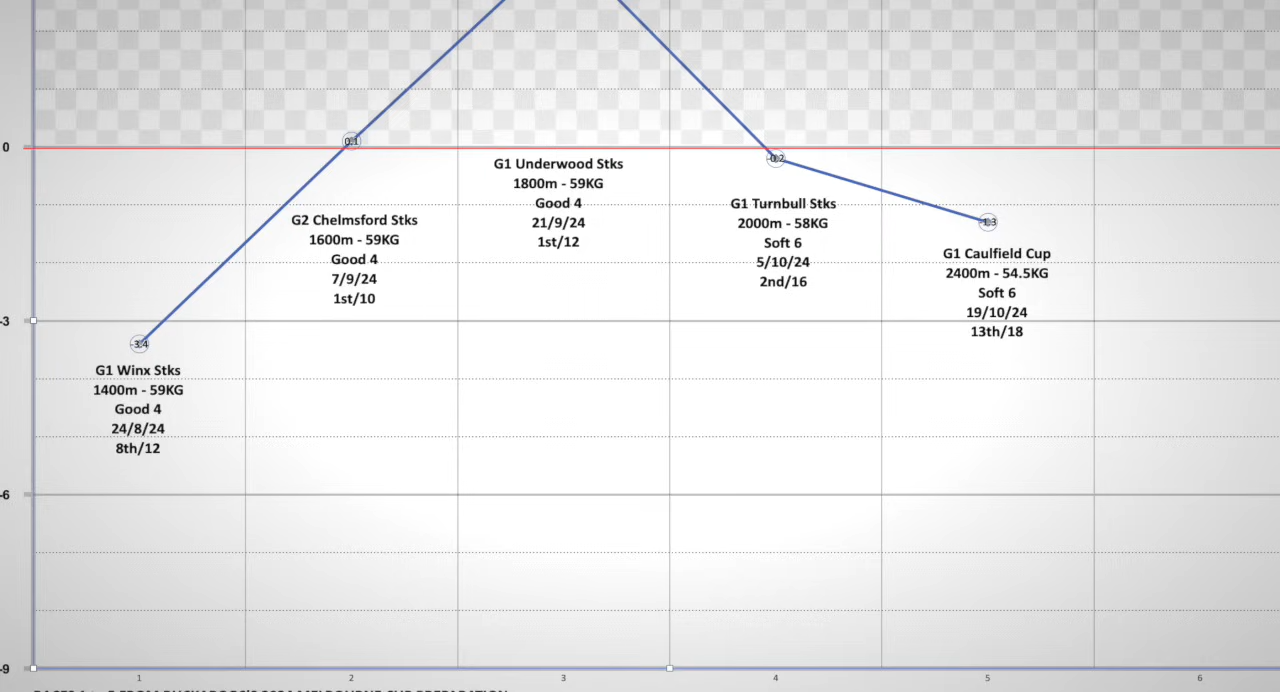 0.1
0
-0.2
G1 Underwood Stks
1800m - 59KG
Good 4
21/9/24
1st/12
G1 Turnbull Stks
2000m - 58KG
Soft 6
5/10/24
2nd/16
G2 Chelmsford Stks
1600m - 59KG
Good 4
7/9/24
1st/10
-1.3
G1 Caulfield Cup
2400m - 54.5KG
Soft 6
19/10/24
13th/18
-3
-3.4
G1 Winx Stks
1400m - 59KG
Good 4
24/8/24
8th/12
-6
-9
1 2 3 4 5 6